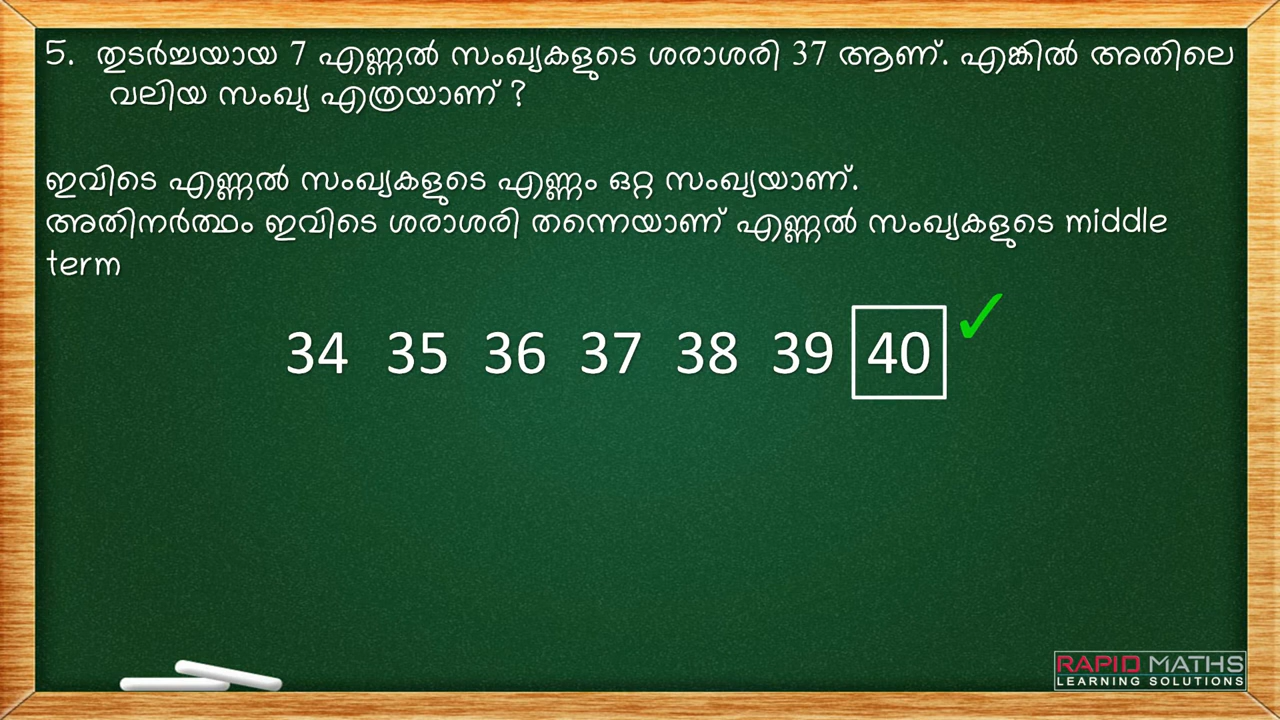 5. തുടർച്ചയായ 7 എണ്ണൽ സംഖ്യകളുടെ ശരാശരി 37 ആണ്. എങ്കിൽ അതിലെ
വലിയ സംഖ്യ എത്രയാണ് ?
ഇവിടെ എണ്ണൽ സംഖ്യകളുടെ എണ്ണം ഒറ്റ സംഖ്യയാണ്.
അതിനർത്ഥം ഇവിടെ ശരാശരി തന്നെയാണ് എണ്ണൽ സംഖ്യകളുടെ middle
term
34 35 36 37 38 39 40 ✓
RAPID MATHS
LEARNING SOLUTIONS